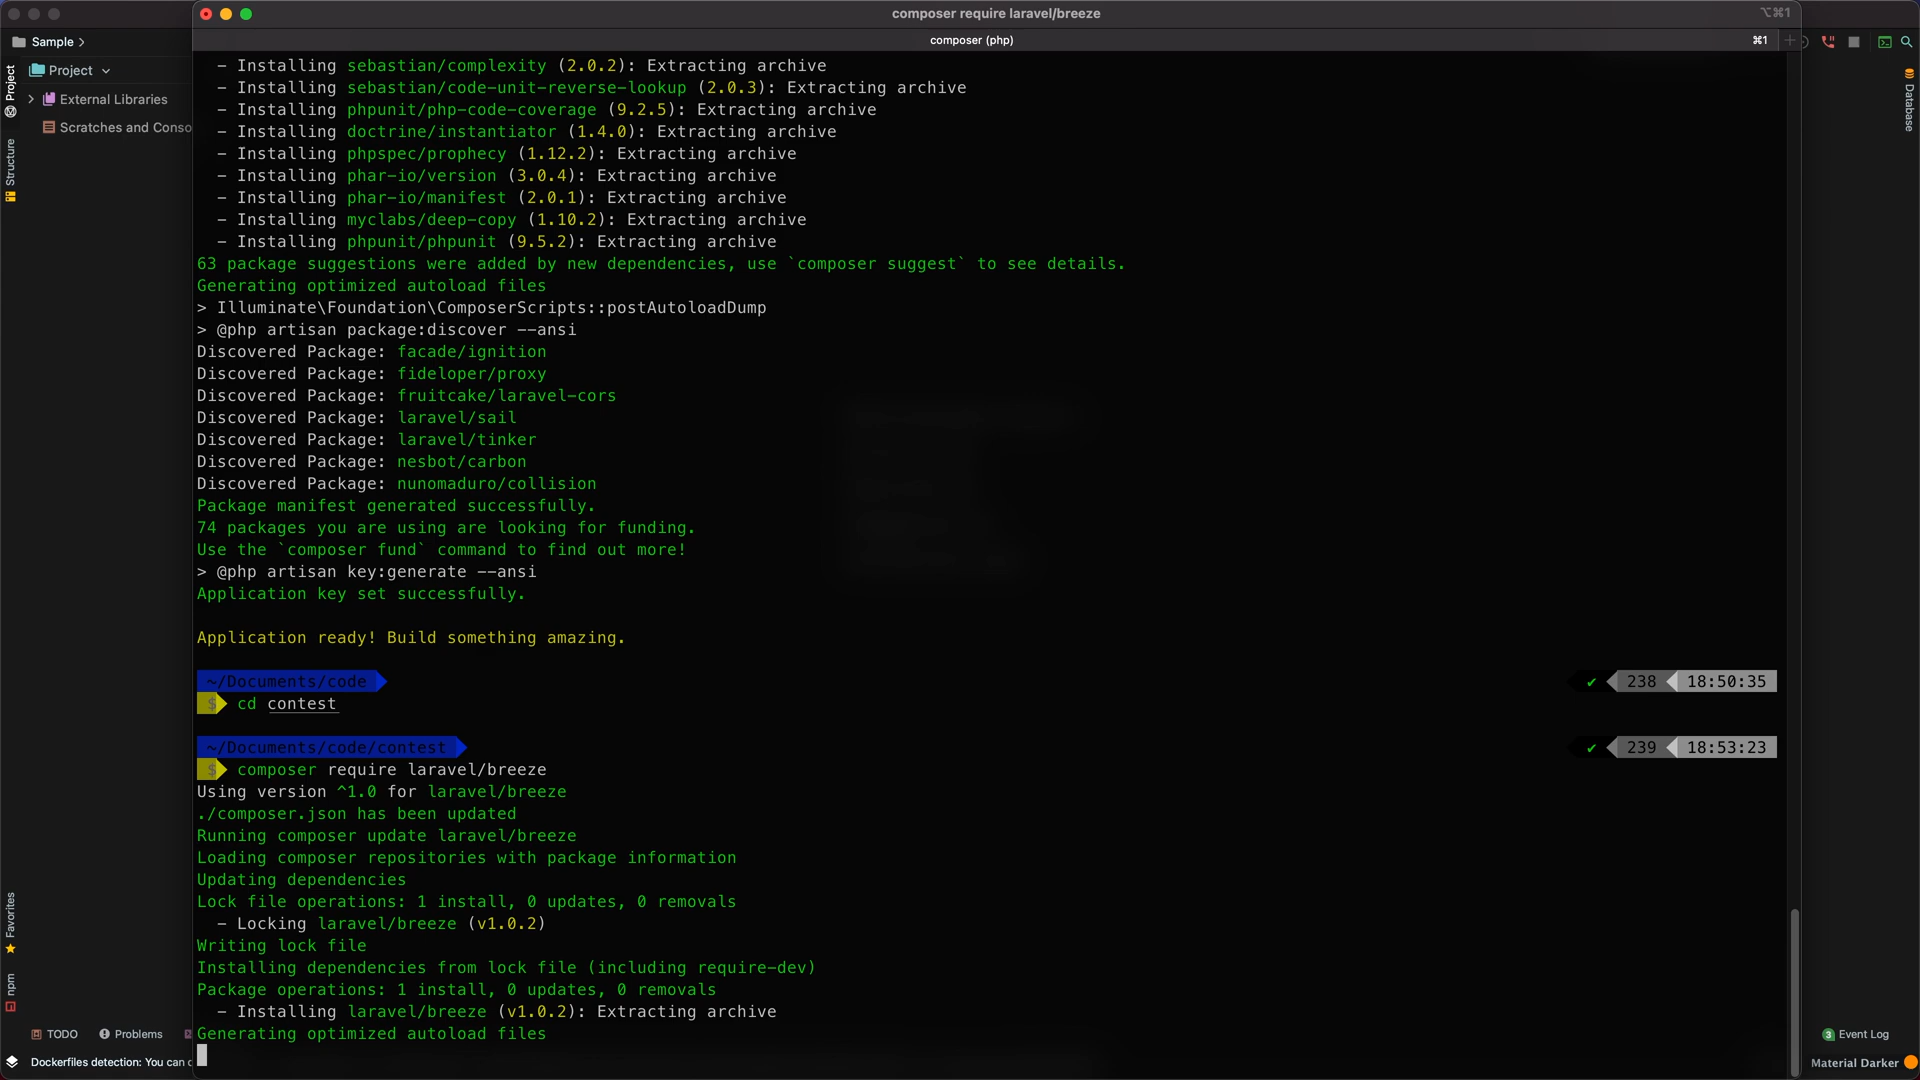 composer require laravel/breeze
⌥⌘1
composer (php)
⌘1
Sample
Project
External Libraries
Scratches and Conso
Project
Structure
Favorites
npm
Database
- Installing sebastian/complexity (2.0.2): Extracting archive
- Installing sebastian/code-unit-reverse-lookup (2.0.3): Extracting archive
- Installing phpunit/php-code-coverage (9.2.5): Extracting archive
- Installing doctrine/instantiator (1.4.0): Extracting archive
- Installing phpspec/prophecy (1.12.2): Extracting archive
- Installing phar-io/version (3.0.4): Extracting archive
- Installing phar-io/manifest (2.0.1): Extracting archive
- Installing myclabs/deep-copy (1.10.2): Extracting archive
- Installing phpunit/phpunit (9.5.2): Extracting archive
63 package suggestions were added by new dependencies, use `composer suggest` to see details.
Generating optimized autoload files
> Illuminate\Foundation\ComposerScripts::postAutoloadDump
> @php artisan package:discover --ansi
Discovered Package: facade/ignition
Discovered Package: fideloper/proxy
Discovered Package: fruitcake/laravel-cors
Discovered Package: laravel/sail
Discovered Package: laravel/tinker
Discovered Package: nesbot/carbon
Discovered Package: nunomaduro/collision
Package manifest generated successfully.
74 packages you are using are looking for funding.
Use the `composer fund` command to find out more!
> @php artisan key:generate --ansi
Application key set successfully.
Application ready! Build something amazing.
~/Documents/code ✔ 238 18:50:35
$ cd contest
~/Documents/code/contest ✔ 239 18:53:23
$ composer require laravel/breeze
Using version ^1.0 for laravel/breeze
./composer.json has been updated
Running composer update laravel/breeze
Loading composer repositories with package information
Updating dependencies
Lock file operations: 1 install, 0 updates, 0 removals
- Locking laravel/breeze (v1.0.2)
Writing lock file
Installing dependencies from lock file (including require-dev)
Package operations: 1 install, 0 updates, 0 removals
- Installing laravel/breeze (v1.0.2): Extracting archive
Generating optimized autoload files
TODO
Problems
3 Event Log
Dockerfiles detection: You can c
Material Darker